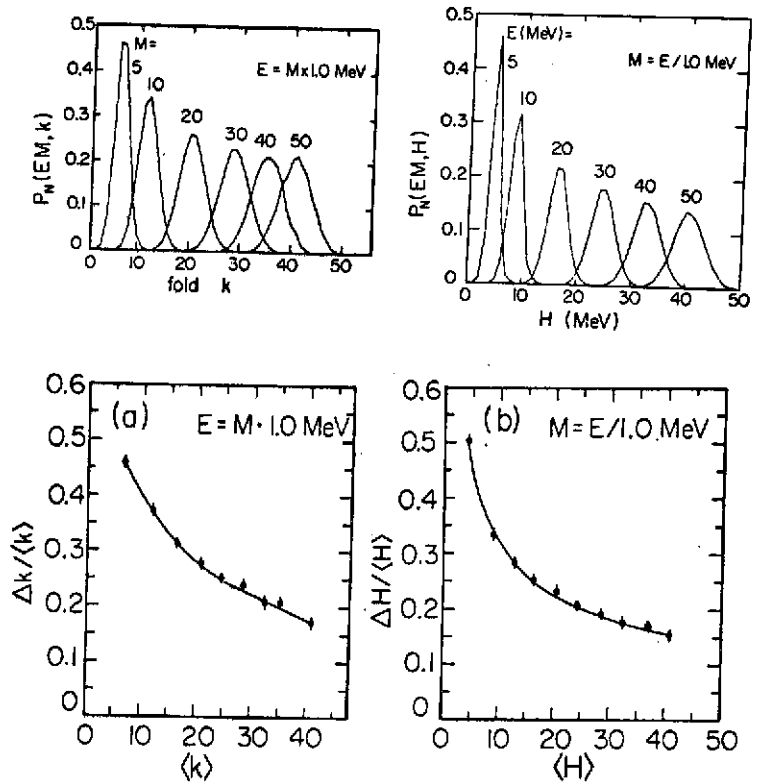 0.5
0.4
0.3
0.2
0.1
0
P_N(EM,k)
M=
5
10
20
30
40
50
E = M×1.0 MeV
0 10 20 30 40 50
fold k
0.5
0.4
0.3
0.2
0.1
0
P_N(EM,H)
E (MeV)=
5
10
20
30
40
50
M = E/1.0 MeV
0 10 20 30 40 50
H (MeV)
0.6
0.5
0.4
0.3
0.2
0.1
0
Δk/⟨k⟩
(a) E = M · 1.0 MeV
0 10 20 30 40
⟨k⟩
0.6
0.5
0.4
0.3
0.2
0.1
0
ΔH/⟨H⟩
(b) M = E/1.0 MeV
0 10 20 30 40 50
⟨H⟩